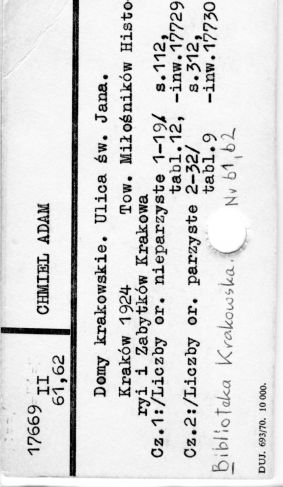 17669 II
61,62
CHMIEL ADAM
Domy krakowskie. Ulica św. Jana.
Kraków 1924 Tow. Miłośników Histo-
ryi i Zabytków Krakowa
Cz.1:/Liczby or. nieparzyste 1-19/ s.112,
tabl.12, -inw.17729
Cz.2:/Liczby or. parzyste 2-32/ s.312,
tabl.9 -inw.17730
Biblioteka Krakowska. Nr 61,62
DUJ. 693/70. 10 000.